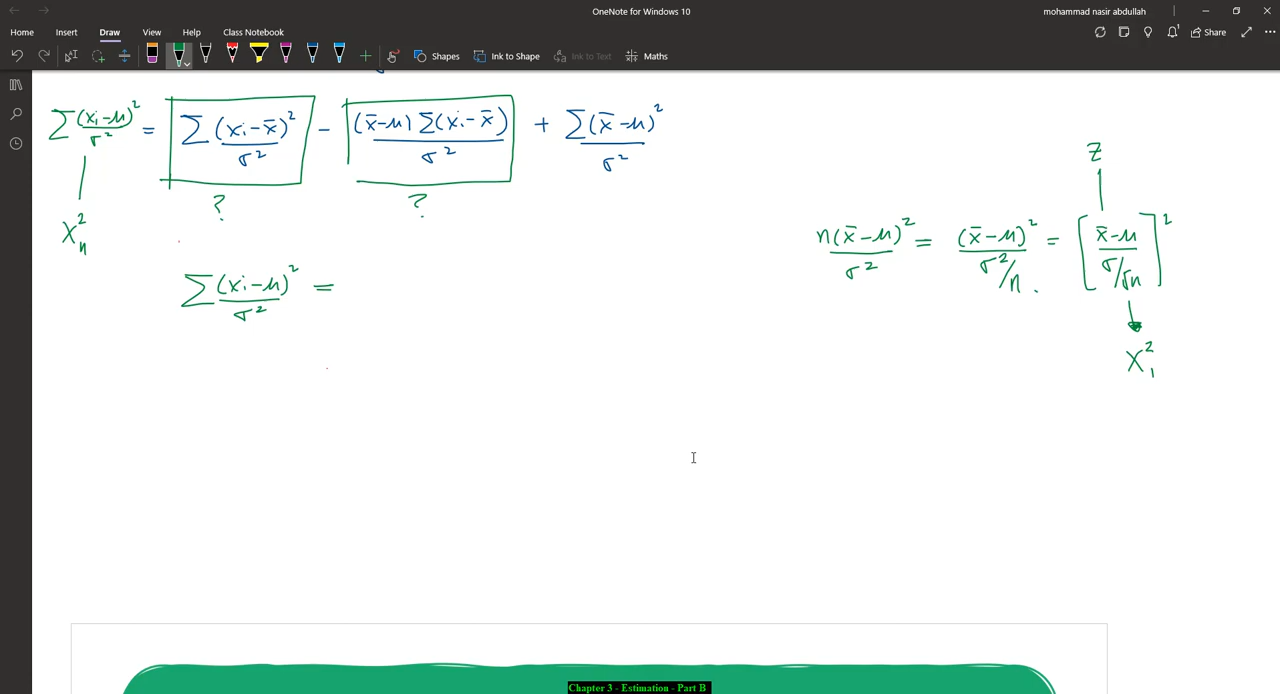 OneNote for Windows 10
mohammad nasir abdullah
Home Insert Draw View Help Class Notebook
Share
Shapes Ink to Shape Ink to Text Maths
∑(xi−μ)²/σ² = ∑(xi−x̄)²/σ² − (x̄−μ)∑(xi−x̄)/σ² + ∑(x̄−μ)²/σ²
? ?
χ²n
Z
n(x̄−μ)²/σ² = (x̄−μ)²/σ²/n = [x̄−μ/σ/√n]²
∑(xi−μ)²/σ² =
χ²1
Chapter 3 - Estimation - Part B